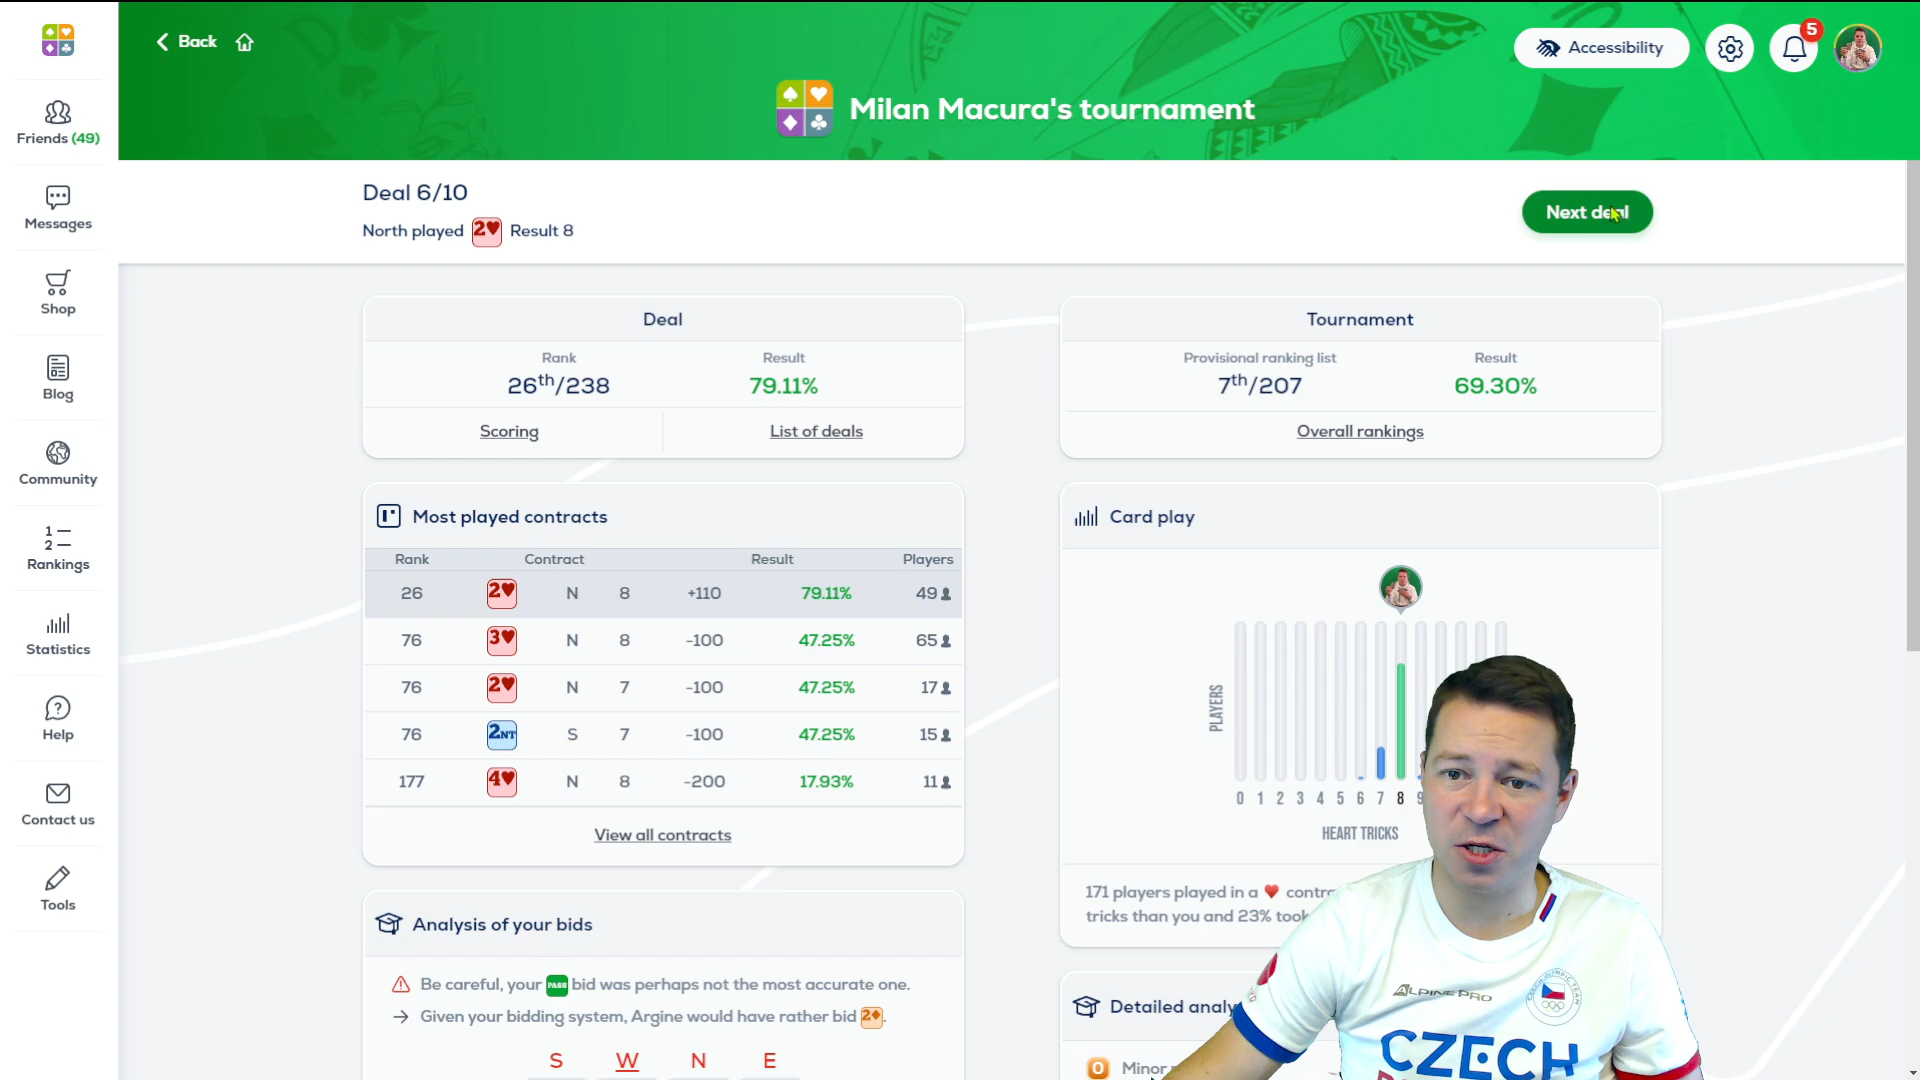 Back
Accessibility
5
Milan Macura's tournament
Friends (49)
Messages
Shop
Blog
Community
1
2
Rankings
Statistics
Help
Contact us
Tools
Deal 6/10
North played 2♥ Result 8
Next deal
Deal
Rank Result
26th/238 79.11%
Scoring List of deals
Tournament
Provisional ranking list Result
7th/207 69.30%
Overall rankings
Most played contracts
Rank Contract Result Players
26 2♥ N 8 +110 79.11% 49
76 3♥ N 8 -100 47.25% 65
76 2♥ N 7 -100 47.25% 17
76 2NT S 7 -100 47.25% 15
177 4♥ N 8 -200 17.93% 11
View all contracts
Card play
PLAYERS
0 1 2 3 4 5 6 7 8 9
HEART TRICKS
171 players played in a ♥
tricks than you and 23% took
Analysis of your bids
Be careful, your PASS bid was perhaps not the most accurate one.
→ Given your bidding system, Argine would have rather bid 2♦.
S W N E
Detailed
Minor
ALPINE PRO
CZECH